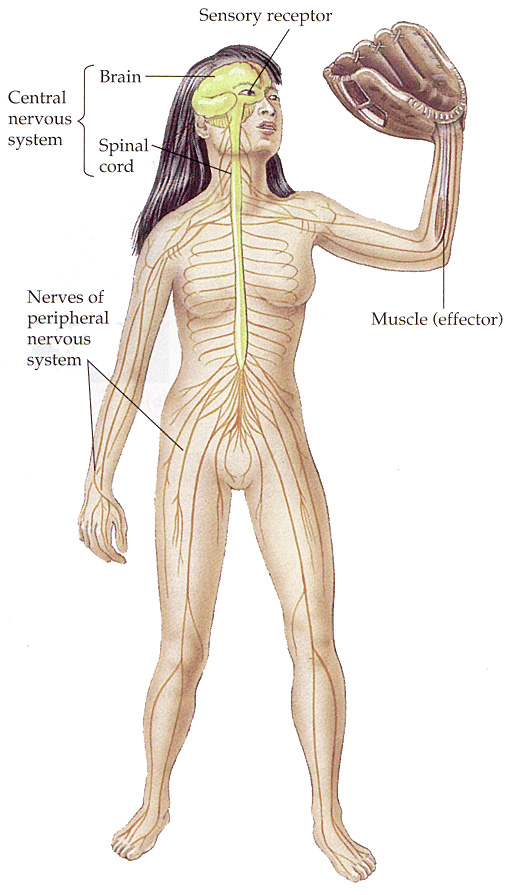 Sensory receptor
Brain
Central
nervous
system
Spinal
cord
Nerves of
peripheral
nervous
system
Muscle (effector)